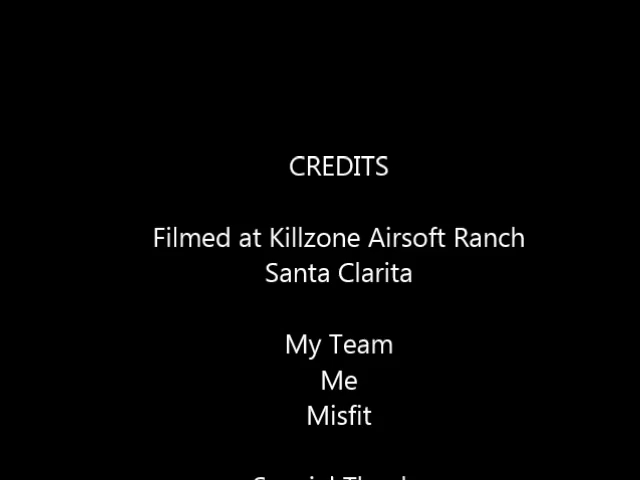 CREDITS
Filmed at Killzone Airsoft Ranch
Santa Clarita
My Team
Me
Misfit